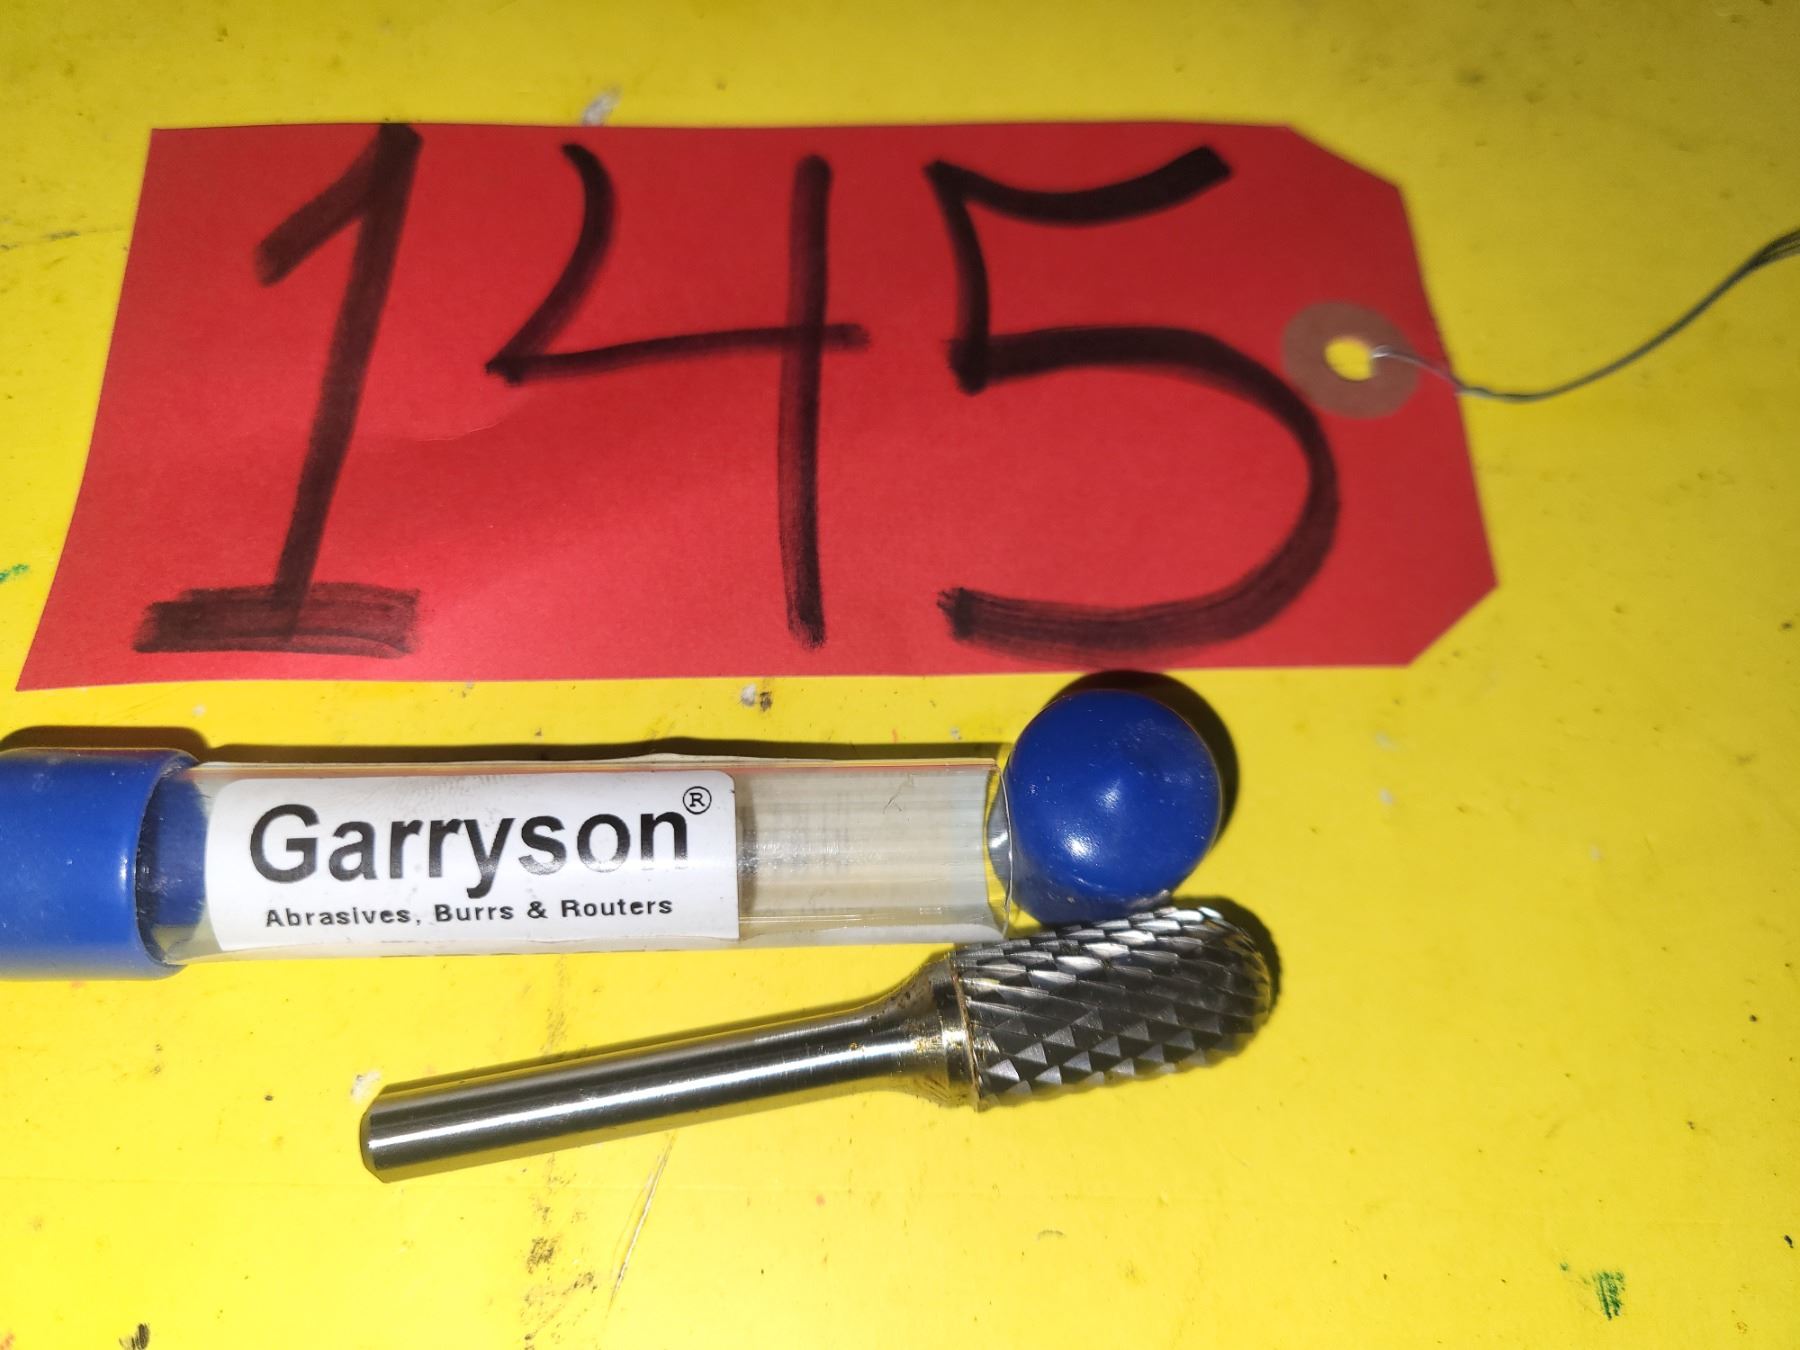 145
Garryson®
Abrasives, Burrs & Routers